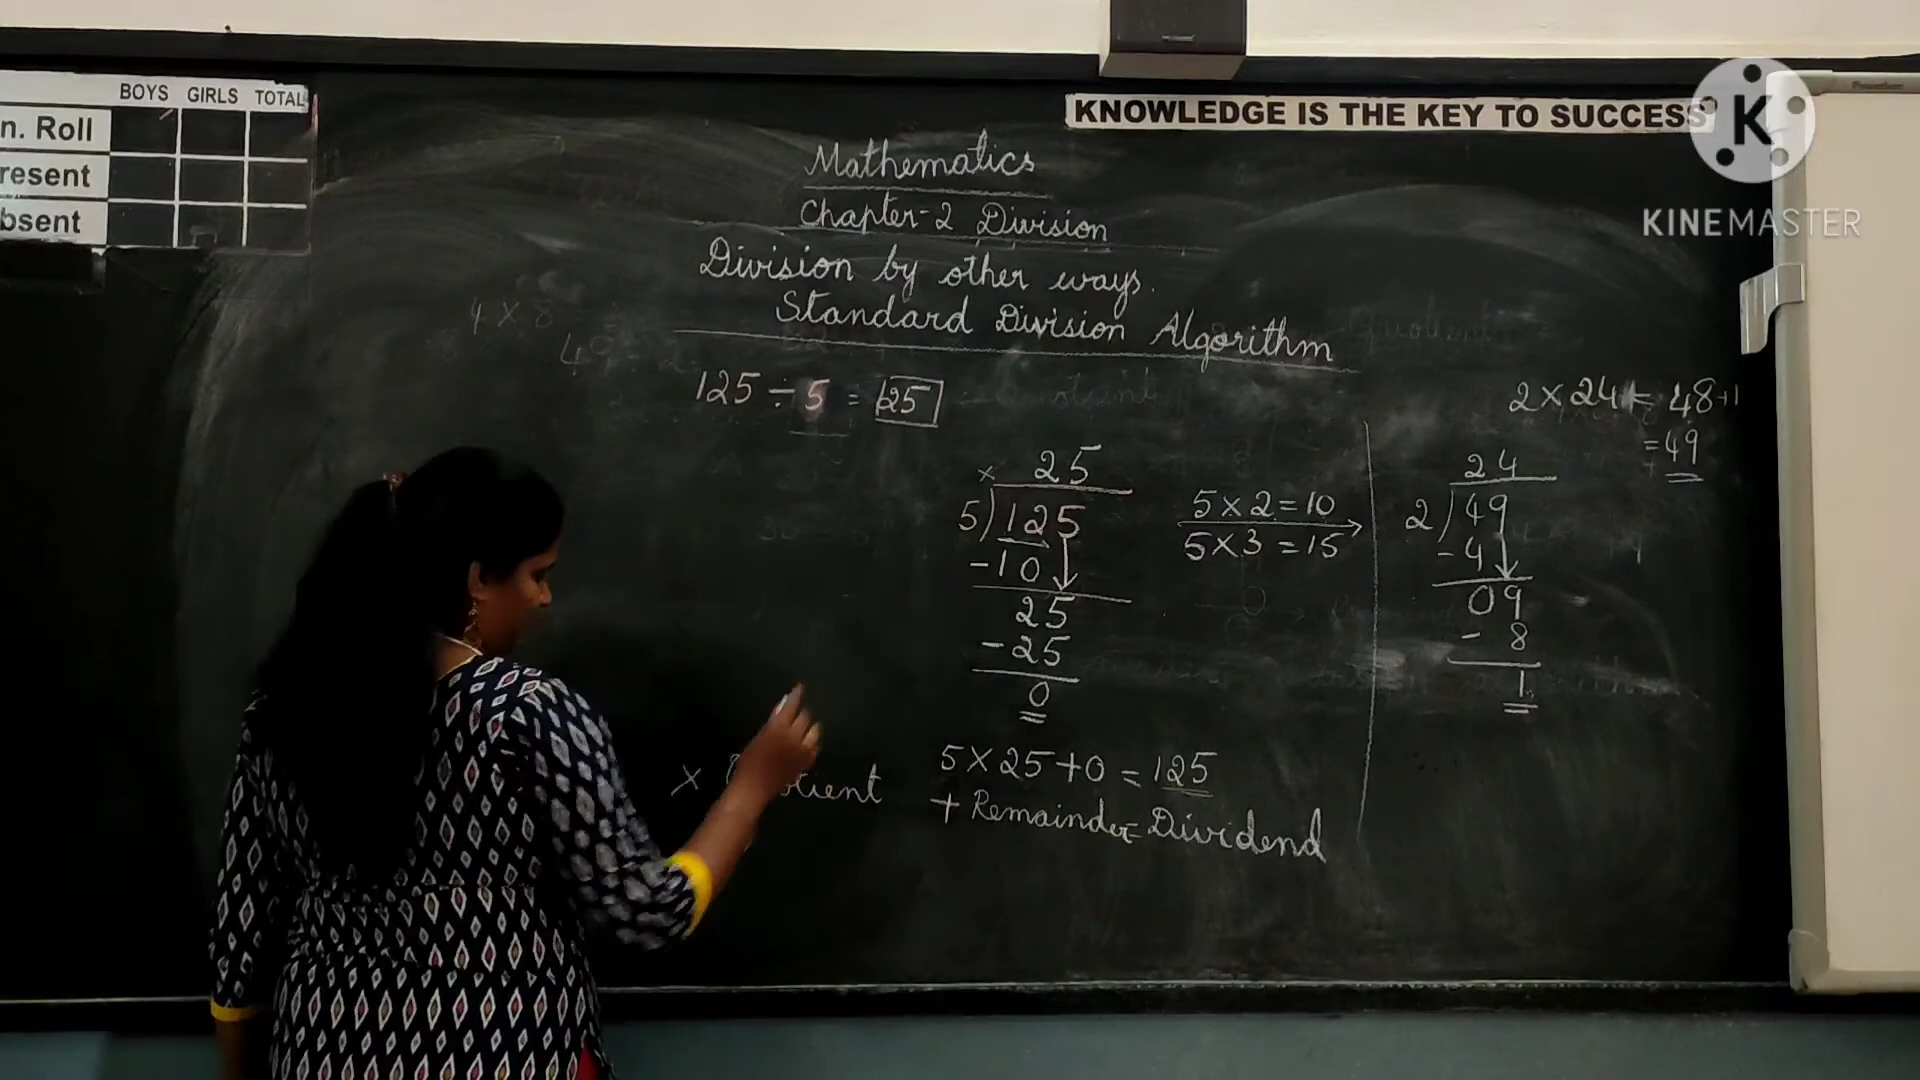 BOYS GIRLS TOTAL
n. Roll
resent
bsent
KNOWLEDGE IS THE KEY TO SUCCESS
K
KINEMASTER
Mathematics
Chapter-2 Division
Division by other ways.
Standard Division Algorithm
4 X 8
49
125 ÷ 5 = 25
2 X 24 = 48+1
= 49
x 25
5 ) 125
-10
25
-25
0
5 X 2 = 10
5 X 3 = 15
24
2 ) 49
-4
09
- 8
1
5 X 25 + 0 = 125
X
+ Remainder = Dividend